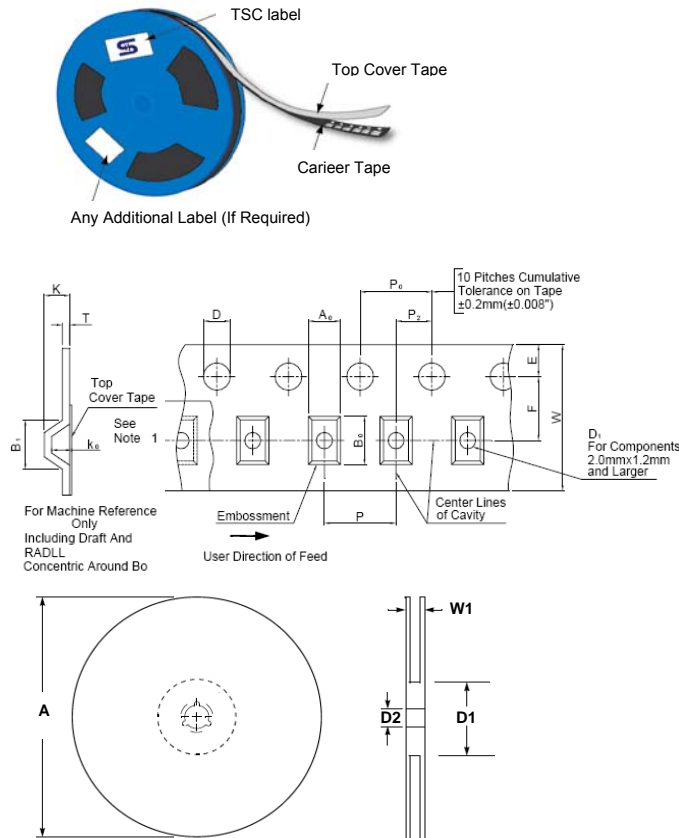 TSC label
Top Cover Tape
Carieer Tape
Any Additional Label (If Required)
K
T
Top
Cover Tape
See
Note 1
B₁
k₀
For Machine Reference
Only
Including Draft And
RADLL
Concentric Around Bo
D
A₀
P₀
P₂
10 Pitches Cumulative
Tolerance on Tape
±0.2mm(±0.008")
E
F
W
B₀
D₁
For Components
2.0mmx1.2mm
and Larger
Embossment
P
Center Lines
of Cavity
User Direction of Feed
A
W1
D2
D1